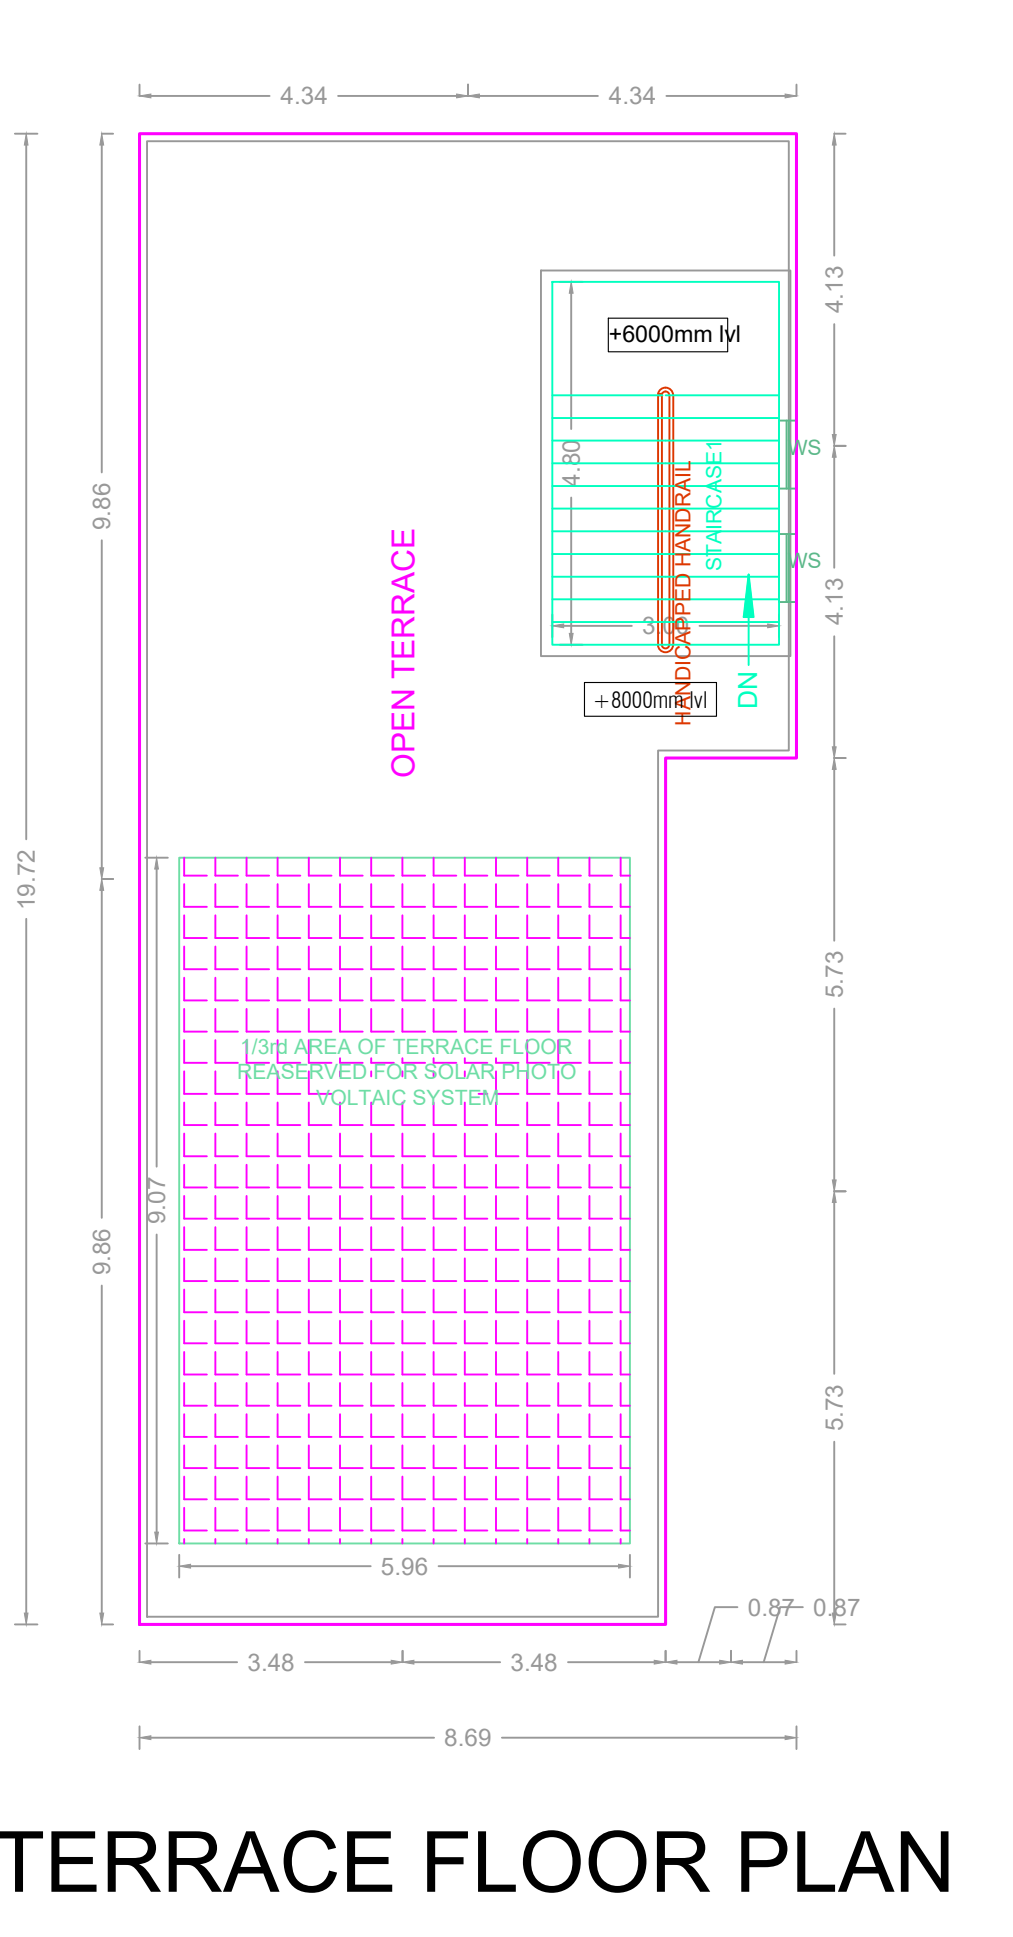 4.34
4.34
4.13
+6000mm lvl
WS
4.80
STAIRCASE1
HANDICAPPED HANDRAIL
9.86
WS
4.13
OPEN TERRACE
DN
+8000mm lvl
19.72
5.73
1/3rd AREA OF TERRACE FLOOR
REASERVED FOR SOLAR PHOTO
VOLTAIC SYSTEM
9.07
9.86
5.73
5.96
0.87
0.87
3.48
3.48
8.69
TERRACE FLOOR PLAN